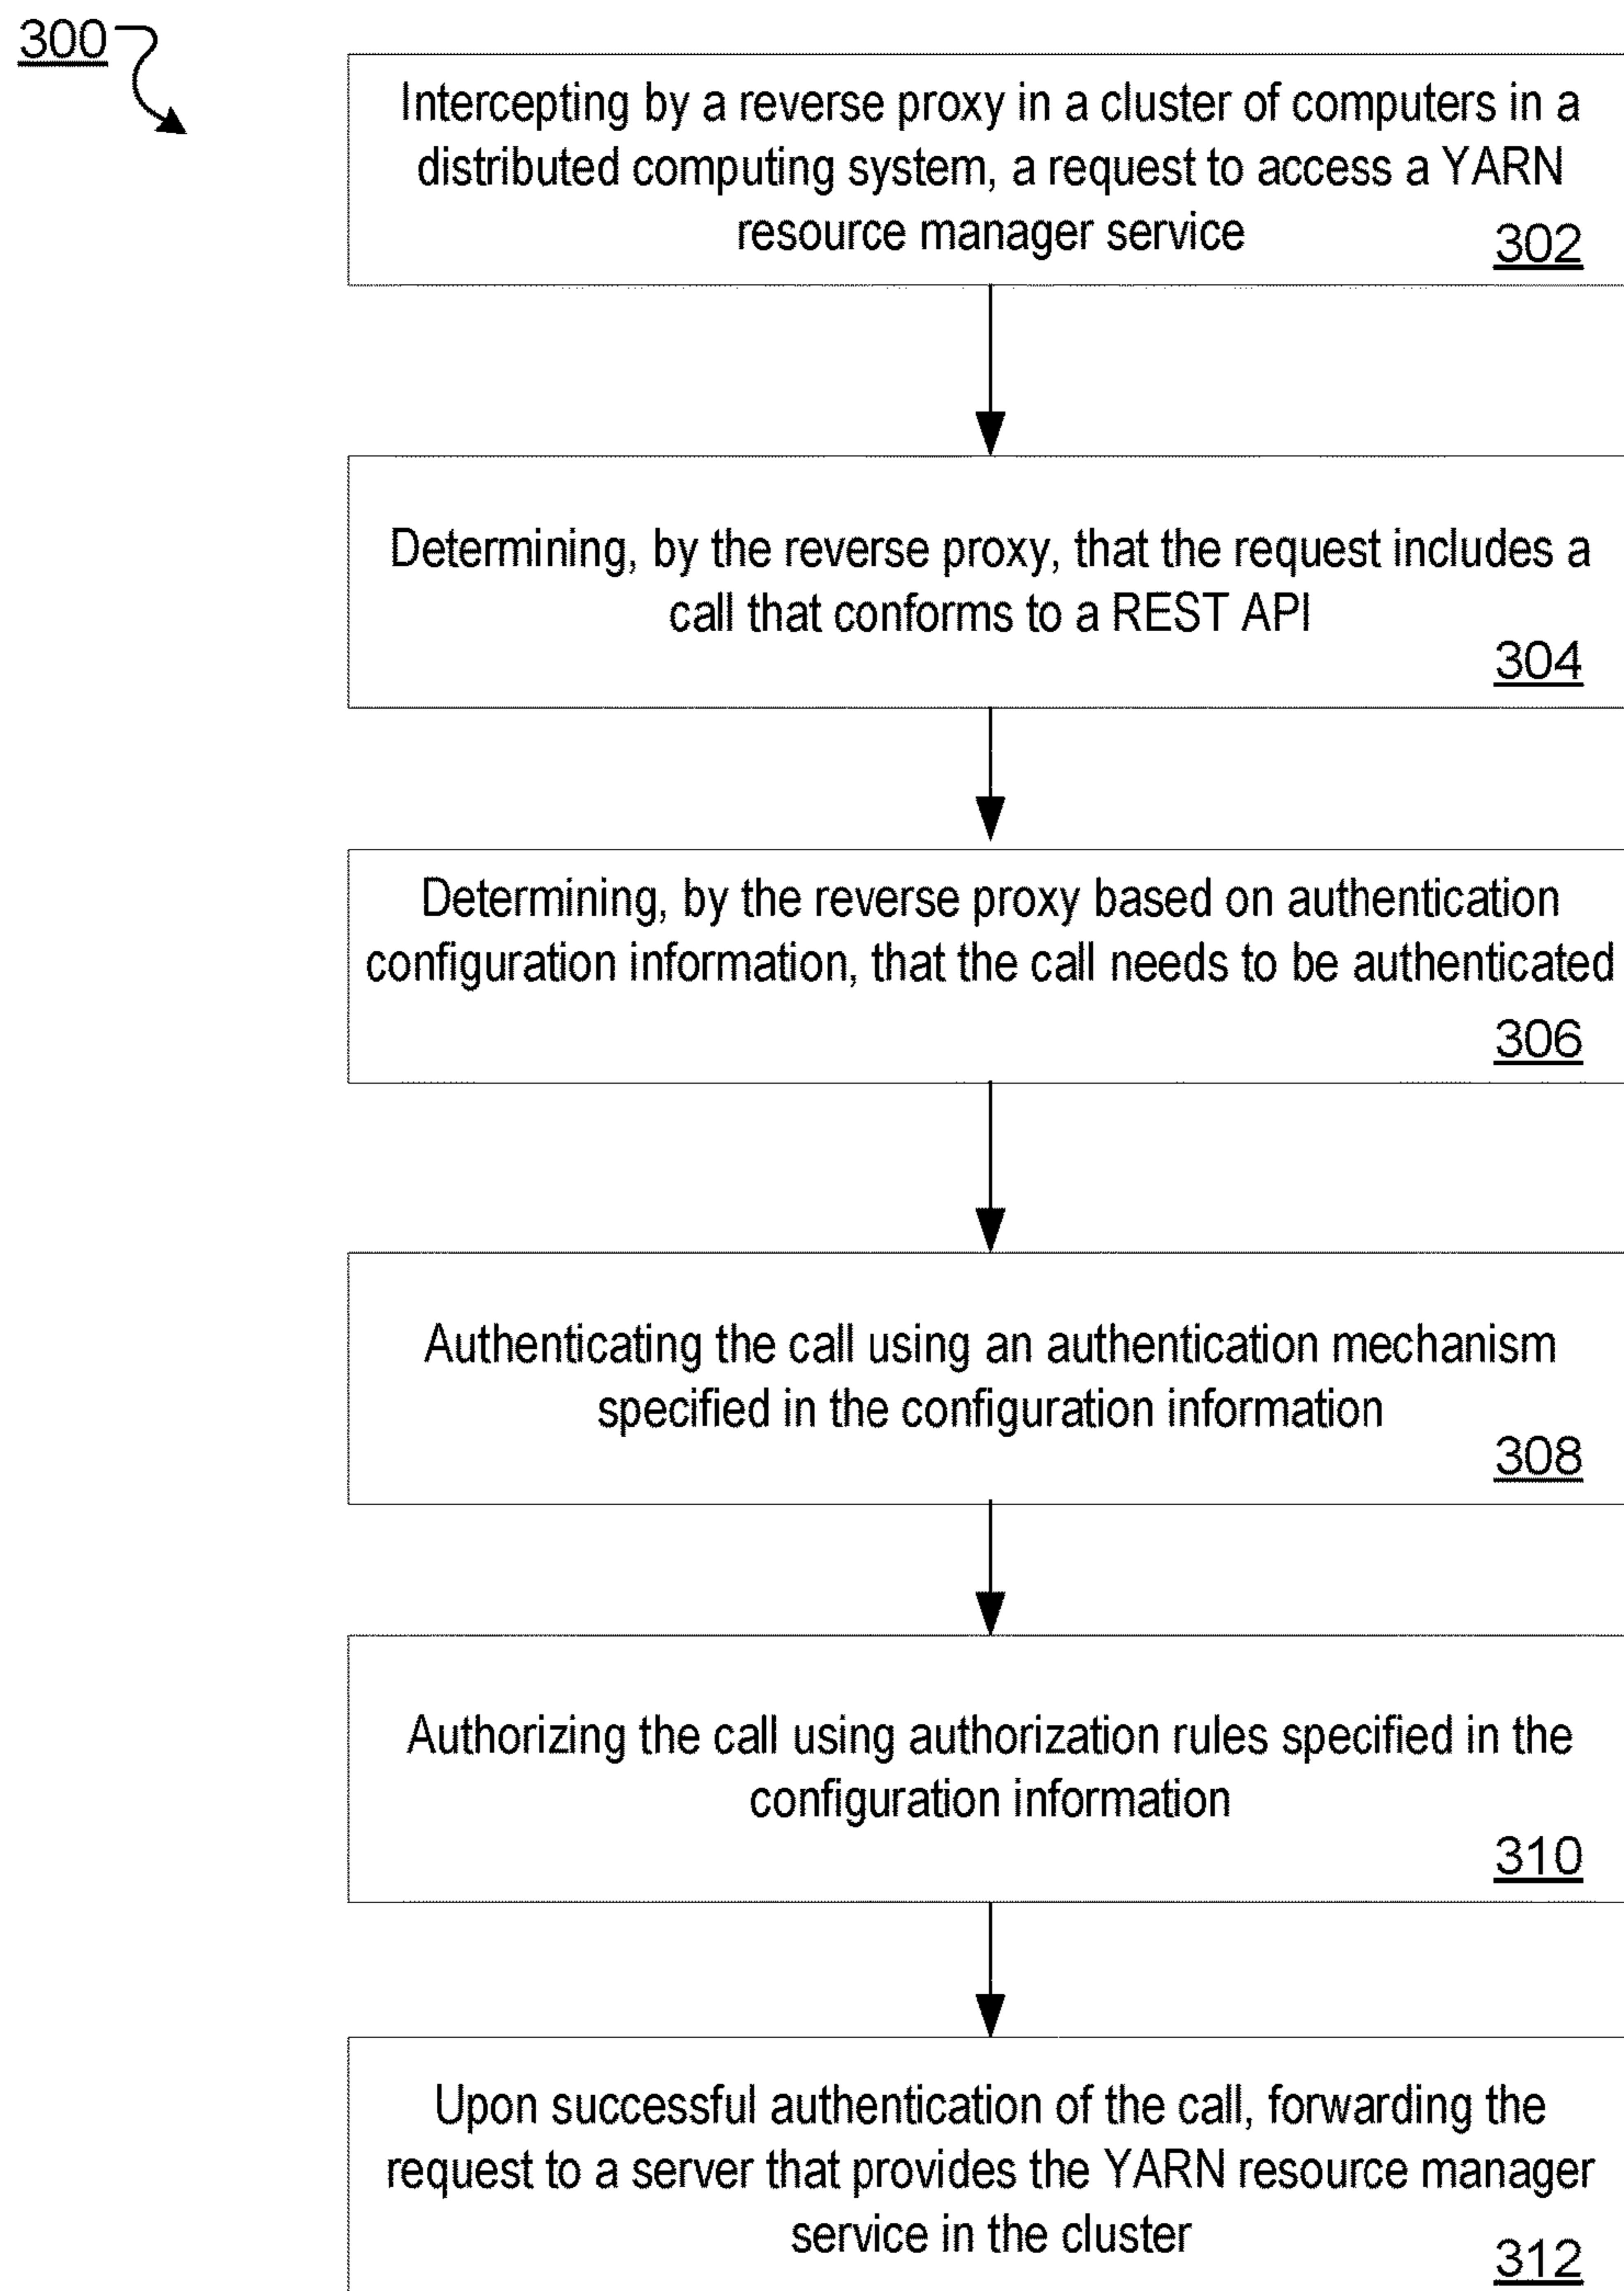 300
Intercepting by a reverse proxy in a cluster of computers in a
distributed computing system, a request to access a YARN
resource manager service
302
Determining, by the reverse proxy, that the request includes a
call that conforms to a REST API
304
Determining, by the reverse proxy based on authentication
configuration information, that the call needs to be authenticated
306
Authenticating the call using an authentication mechanism
specified in the configuration information
308
Authorizing the call using authorization rules specified in the
configuration information
310
Upon successful authentication of the call, forwarding the
request to a server that provides the YARN resource manager
service in the cluster
312